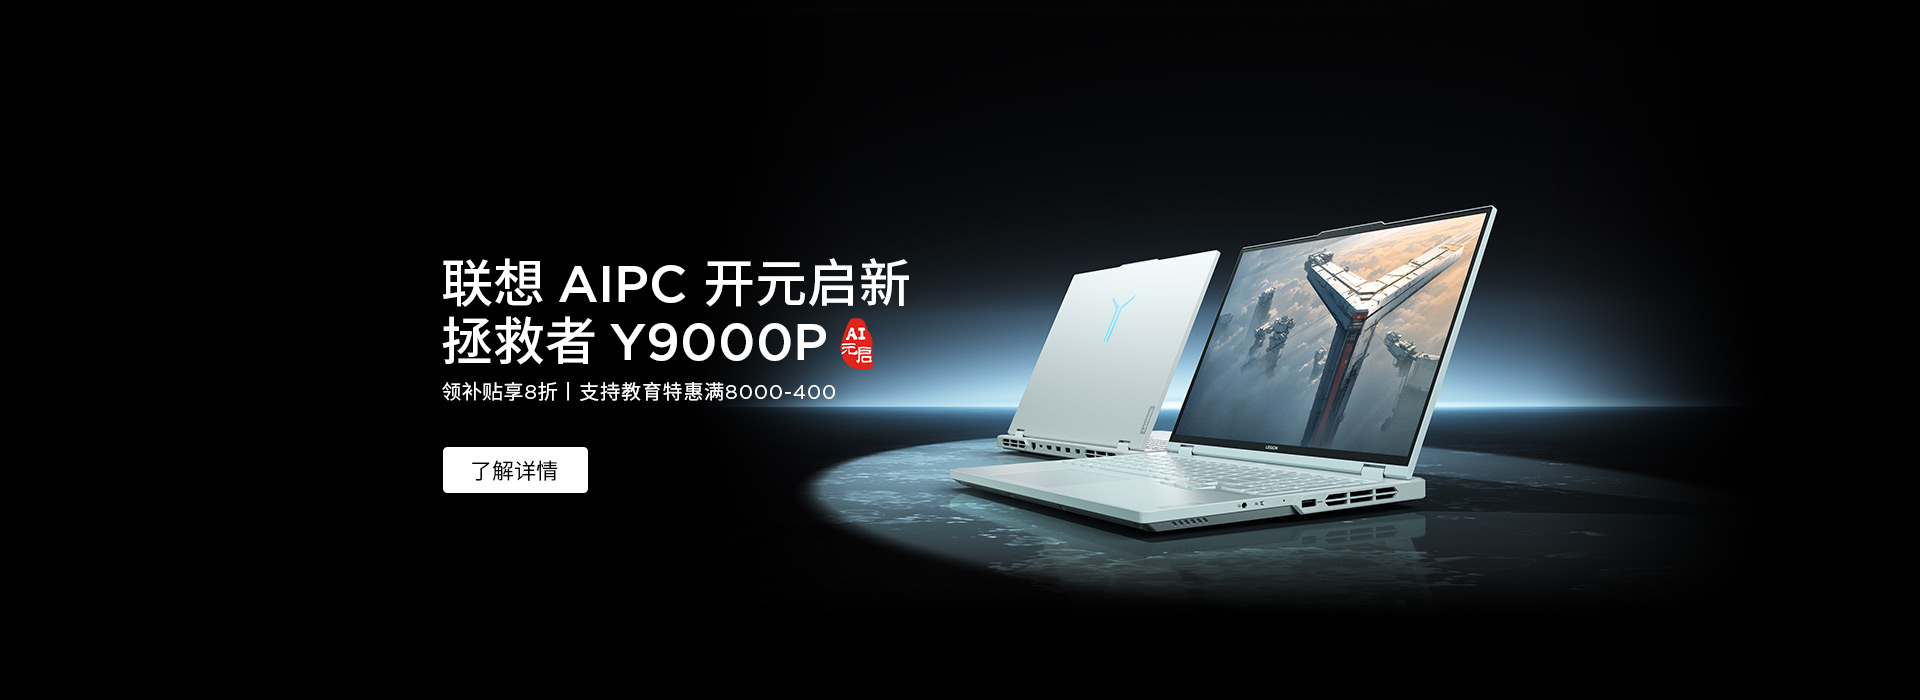 联想 AIPC 开元启新
拯救者 Y9000P
AI
元启
领补贴享8折丨支持教育特惠满8000-400
了解详情
LEGION